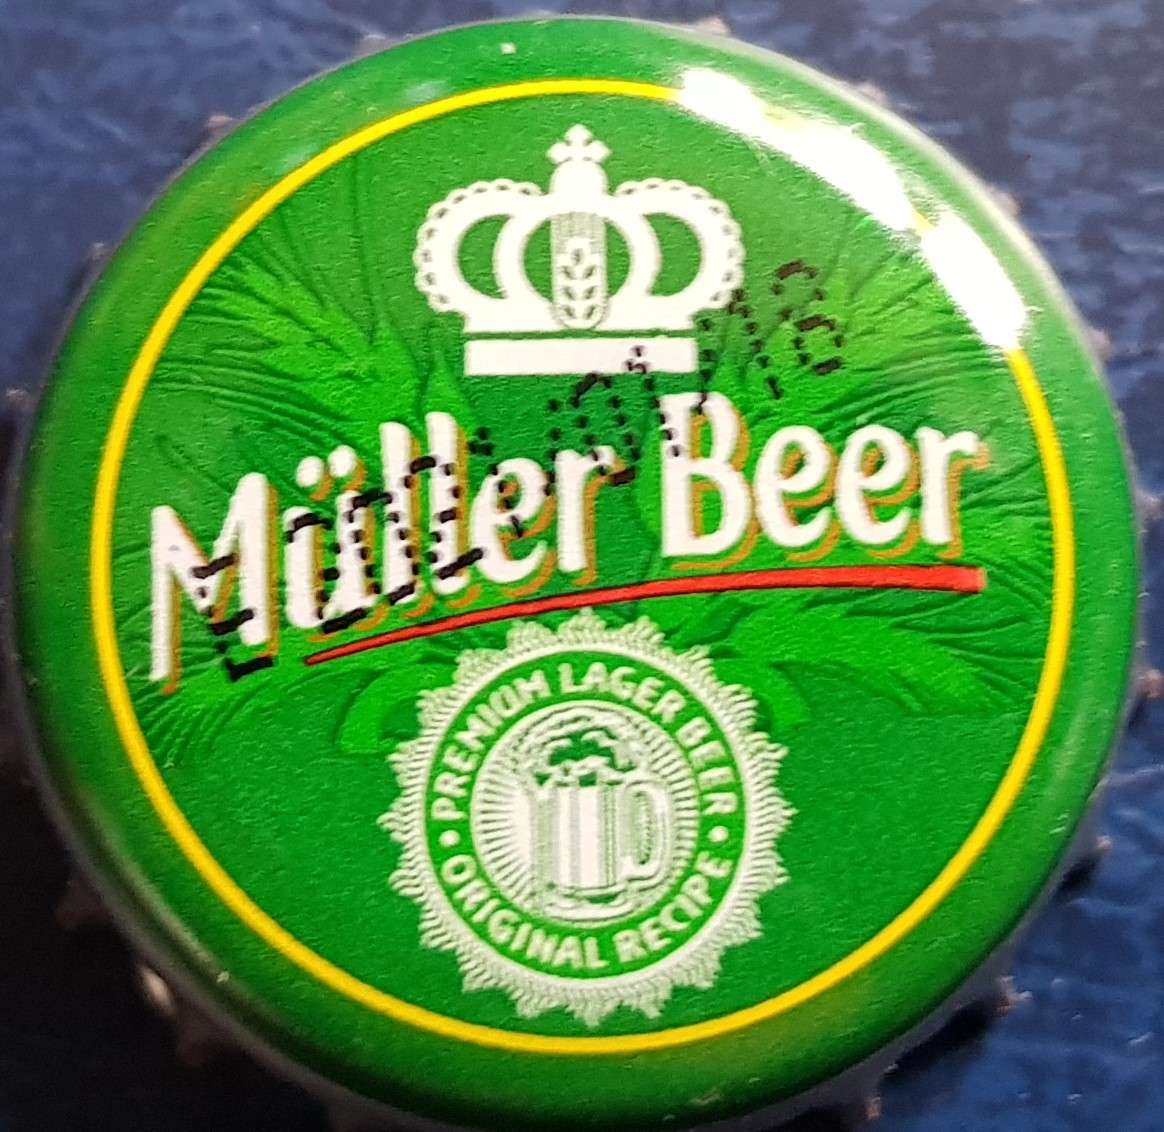 Müller Beer
PREMIUM LAGER BEER
ORIGINAL RECIPE